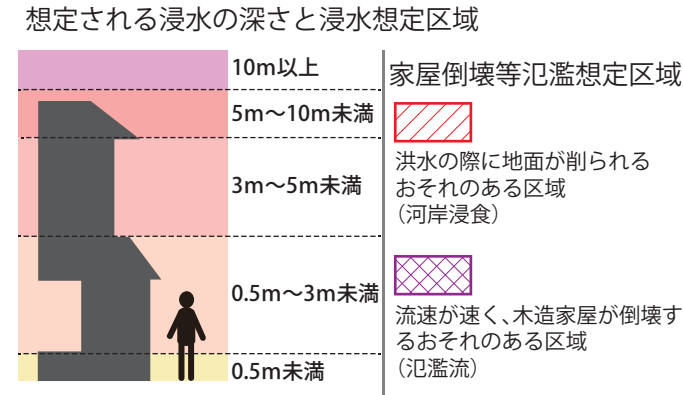 想定される浸水の深さと浸水想定区域
10m以上
5m～10m未満
3m～5m未満
0.5m～3m未満
0.5m未満
家屋倒壊等氾濫想定区域
洪水の際に地面が削られる
おそれのある区域
（河岸浸食）
流速が速く、木造家屋が倒壊す
るおそれのある区域
（氾濫流）